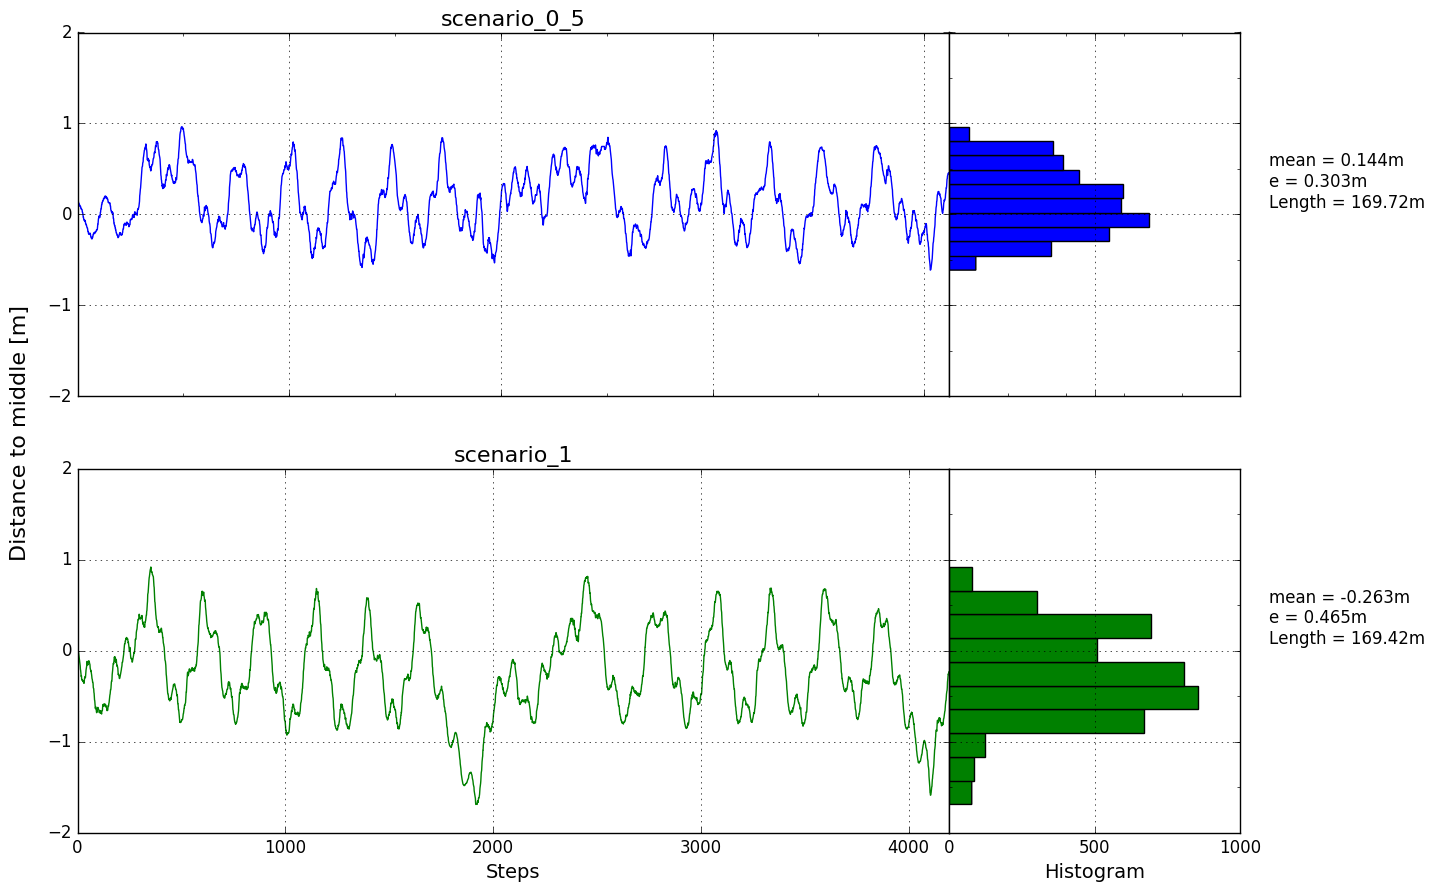 scenario_0_5
2
1
0
−1
−2
mean = 0.144m
e = 0.303m
Length = 169.72m
Distance to middle [m]
scenario_1
2
1
0
−1
−2
mean = -0.263m
e = 0.465m
Length = 169.42m
0 1000 2000 3000 4000 0 500 1000
Steps Histogram